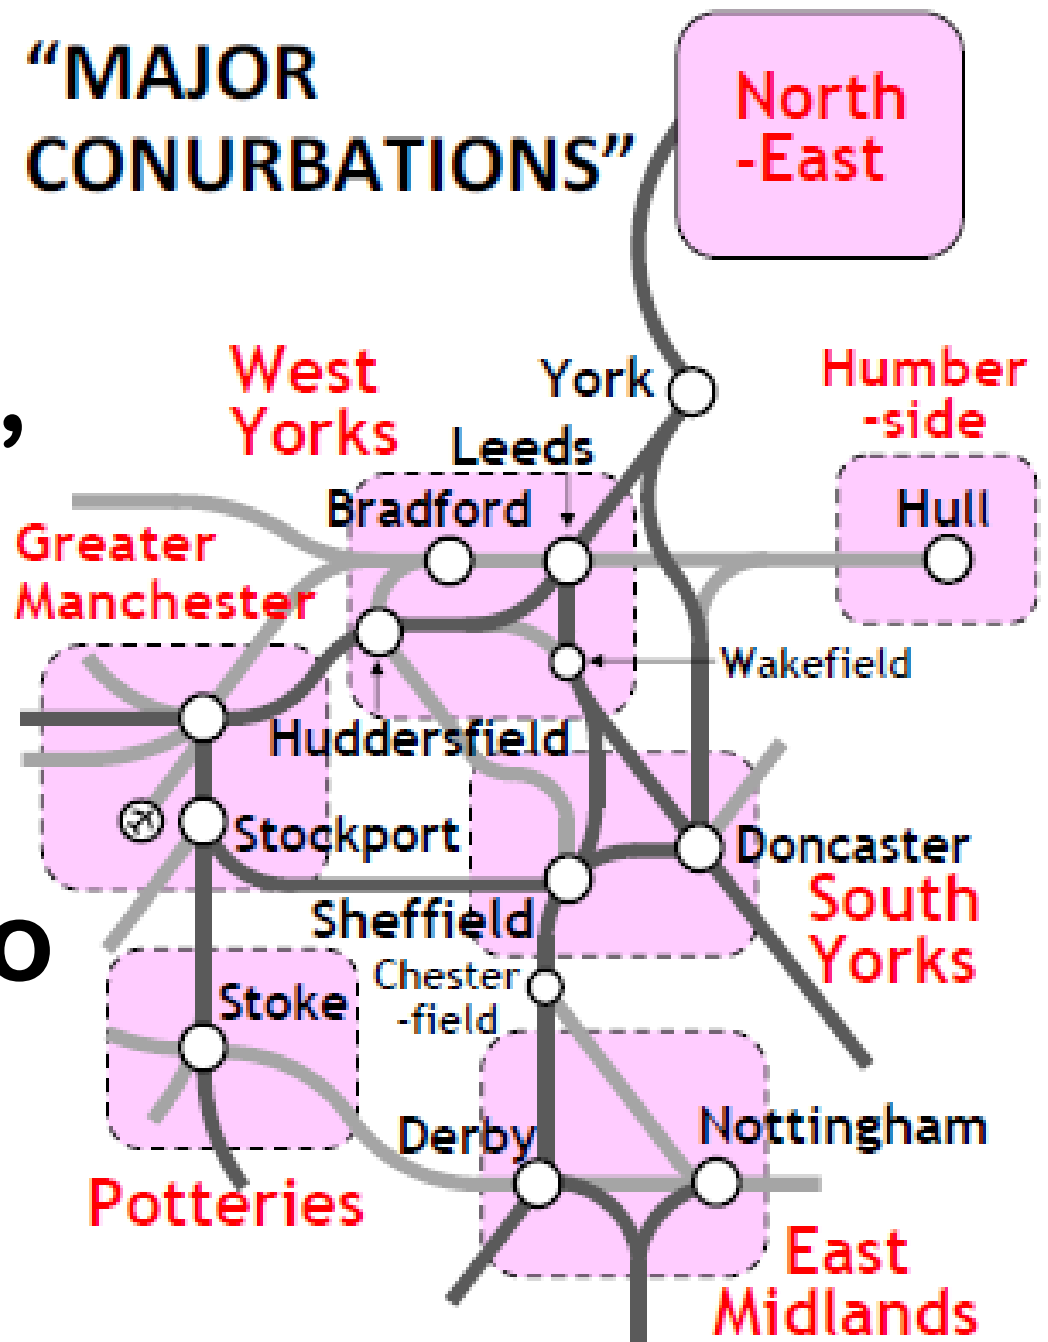 “MAJOR
CONURBATIONS”
North
-East
West
Yorks
York
Humber
-side
,
Leeds
Bradford
Hull
Greater
Manchester
Wakefield
Huddersfield
Stockport
Doncaster
South
Yorks
Sheffield
o
Chester
-field
Stoke
Derby
Nottingham
Potteries
East
Midlands